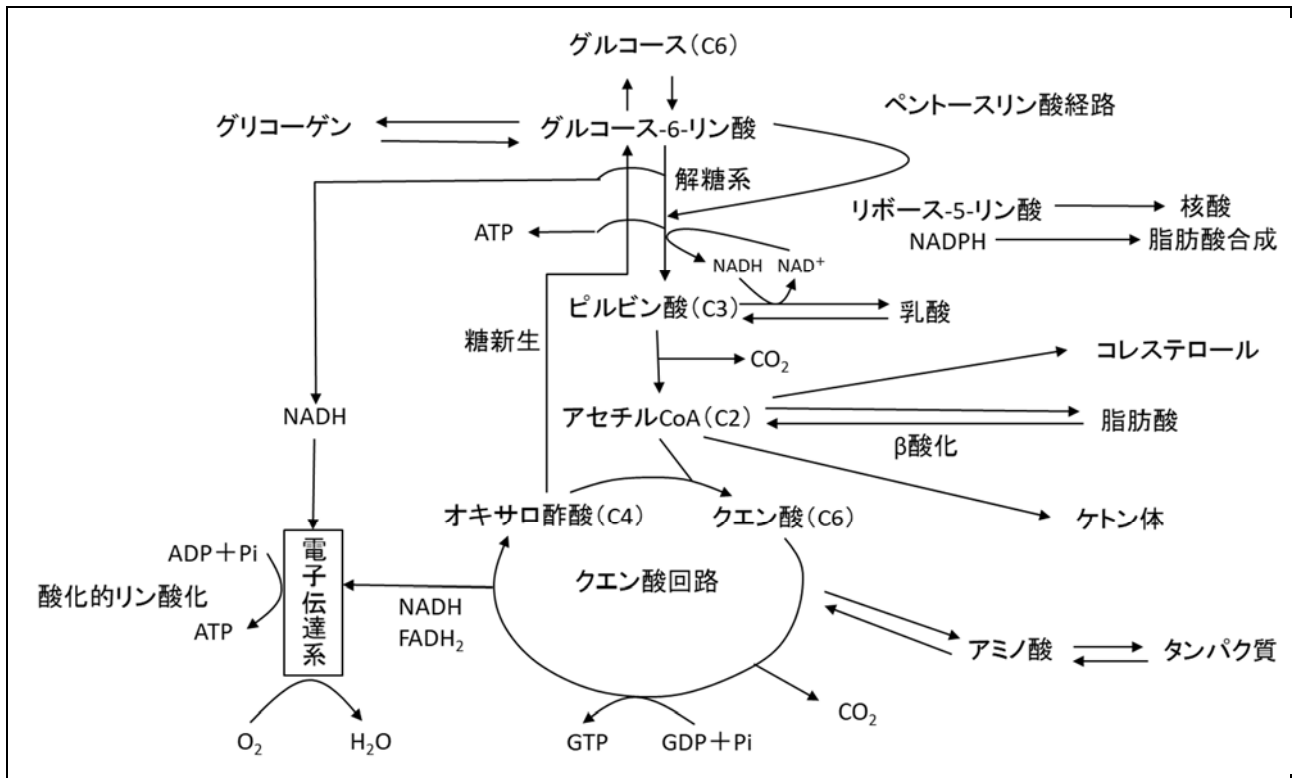 グルコース(C6)
ペントースリン酸経路
グリコーゲン
グルコース-6-リン酸
解糖系
リボース-5-リン酸
核酸
ATP
NADPH
脂肪酸合成
NADH
NAD⁺
ピルビン酸(C3)
乳酸
糖新生
CO₂
コレステロール
NADH
アセチルCoA(C2)
脂肪酸
β酸化
オキサロ酢酸(C4)
クエン酸(C6)
ケトン体
ADP+Pi
電子伝達系
クエン酸回路
酸化的リン酸化
NADH
ATP
FADH₂
アミノ酸
タンパク質
CO₂
O₂
H₂O
GTP
GDP+Pi